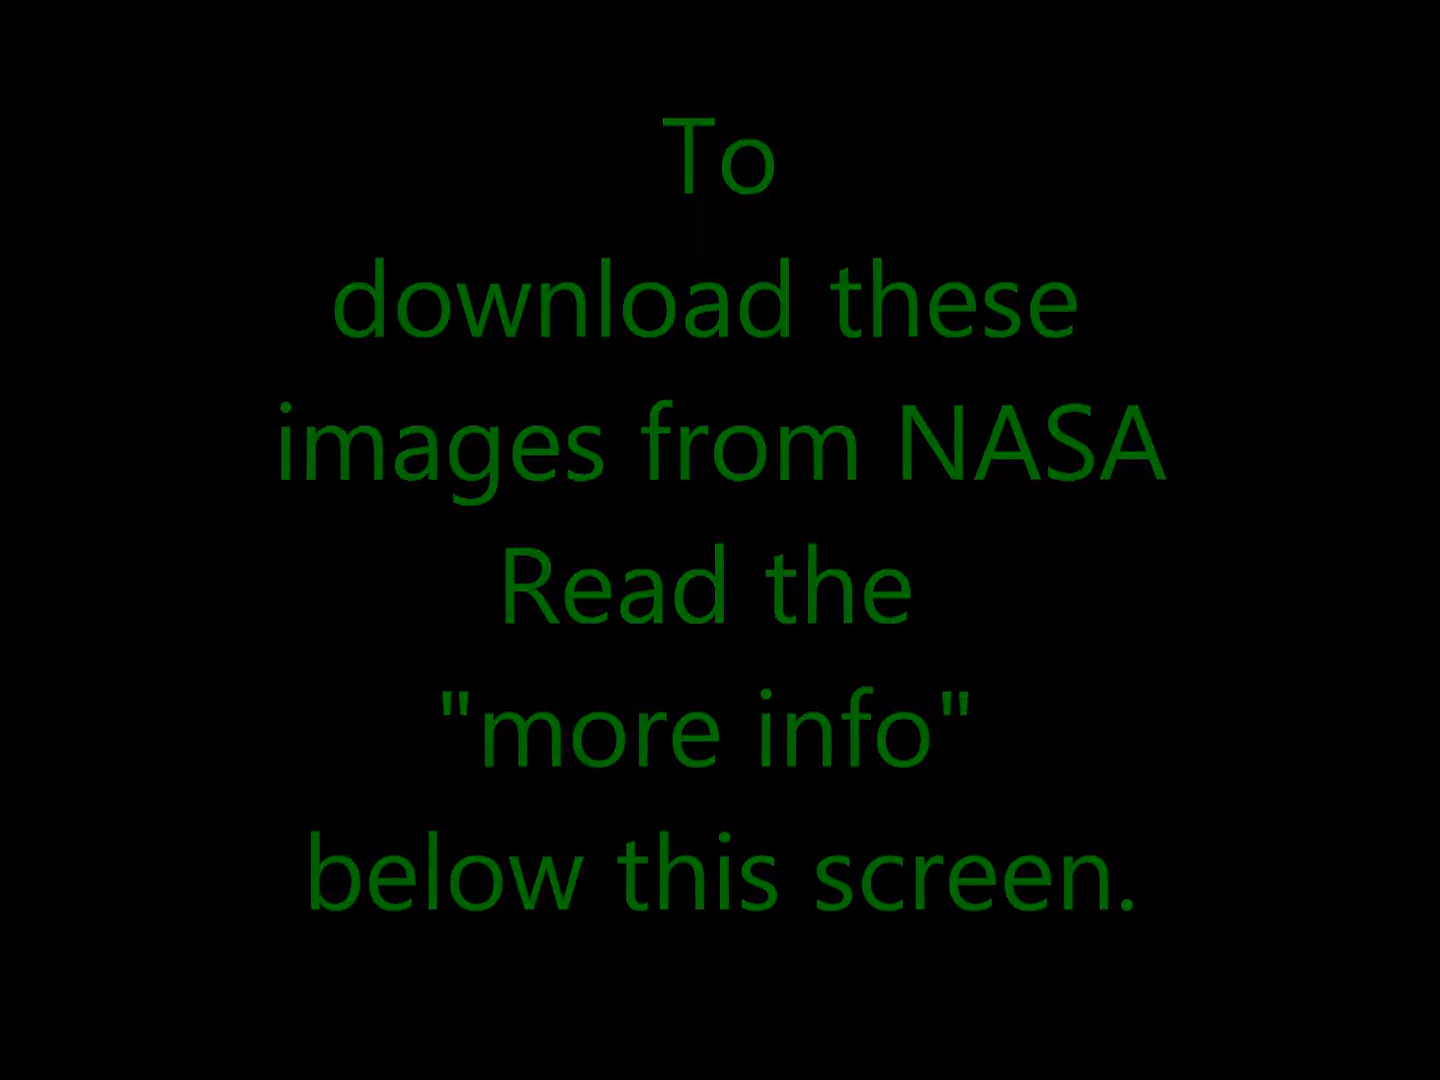 To
download these
images from NASA
Read the
"more info"
below this screen.